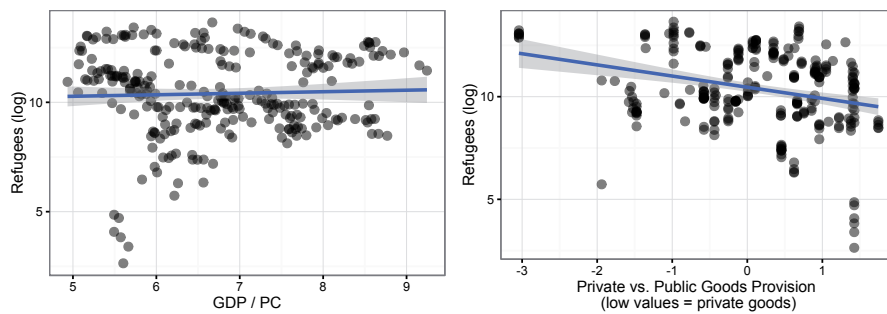 Refugees (log)
10
5
5 6 7 8 9
GDP / PC
Refugees (log)
10
5
-3 -2 -1 0 1
Private vs. Public Goods Provision
(low values = private goods)